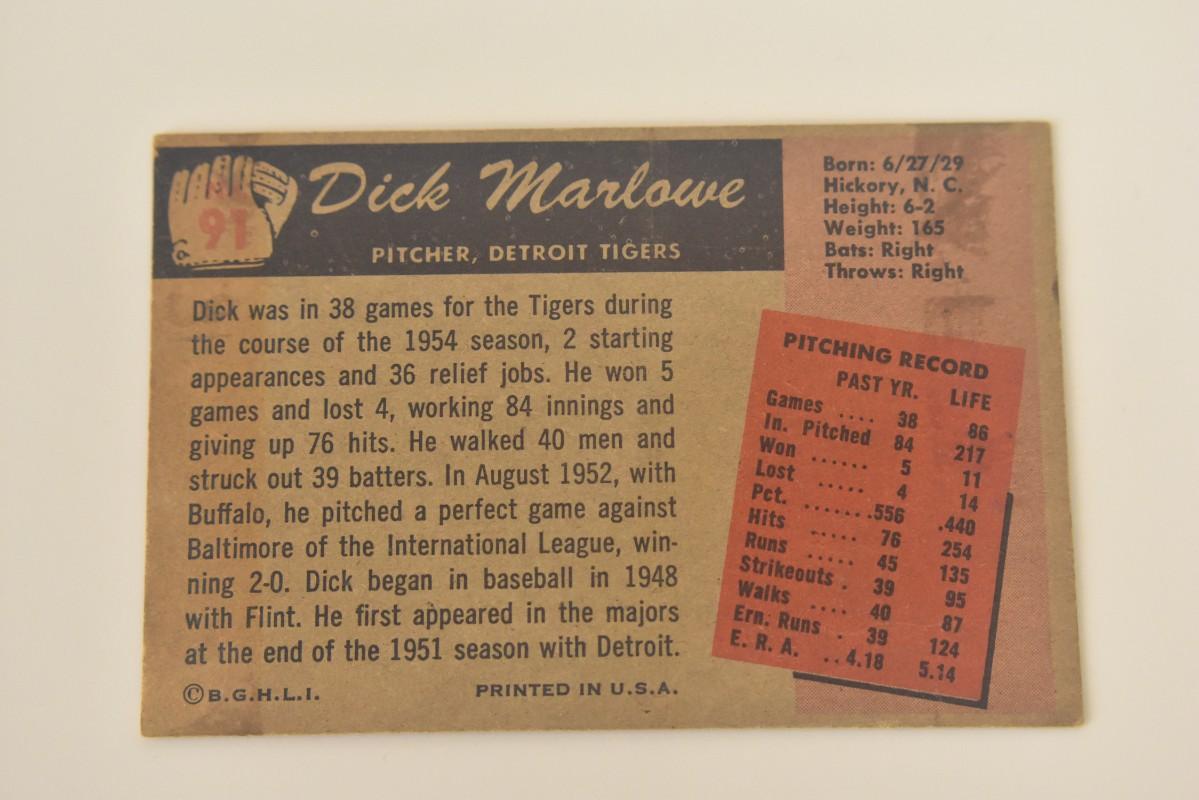 91
Dick Marlowe
PITCHER, DETROIT TIGERS
Born: 6/27/29
Hickory, N. C.
Height: 6-2
Weight: 165
Bats: Right
Throws: Right
Dick was in 38 games for the Tigers during
the course of the 1954 season, 2 starting
appearances and 36 relief jobs. He won 5
games and lost 4, working 84 innings and
giving up 76 hits. He walked 40 men and
struck out 39 batters. In August 1952, with
Buffalo, he pitched a perfect game against
Baltimore of the International League, win-
ning 2-0. Dick began in baseball in 1948
with Flint. He first appeared in the majors
at the end of the 1951 season with Detroit.
©B.G.H.L.I. PRINTED IN U.S.A.
PITCHING RECORD
PAST YR. LIFE
Games .... 38 86
In. Pitched 84 217
Won ...... 5 11
Lost ..... 4 14
Pct. .......556 .440
Hits ..... 76 254
Runs ..... 45 135
Strikeouts . 39 95
Walks .... 40 87
Ern. Runs . 39 124
E. R. A. ..4.18 5.14